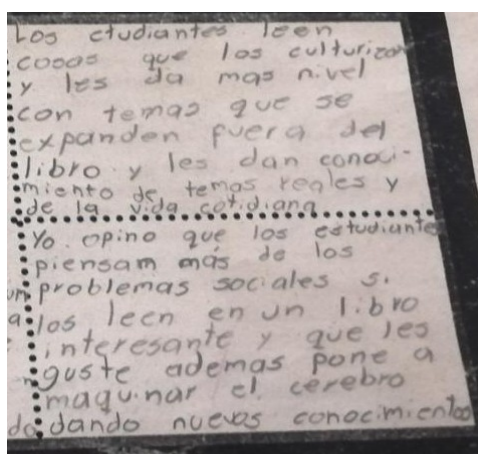 Los etudiantes leen
cosas que los culturizan
y les da mas nivel
con temas que se
expanden fuera del
libro y les dan conoci-
miento de temas reales y
de la vida cotidiana
Yo opino que los estudiantes
piensam más de los
problemas sociales si
los leen en un libro
interesante y que les
guste ademas pone a
maquinar el cerebro
dando nuevos conocimientos